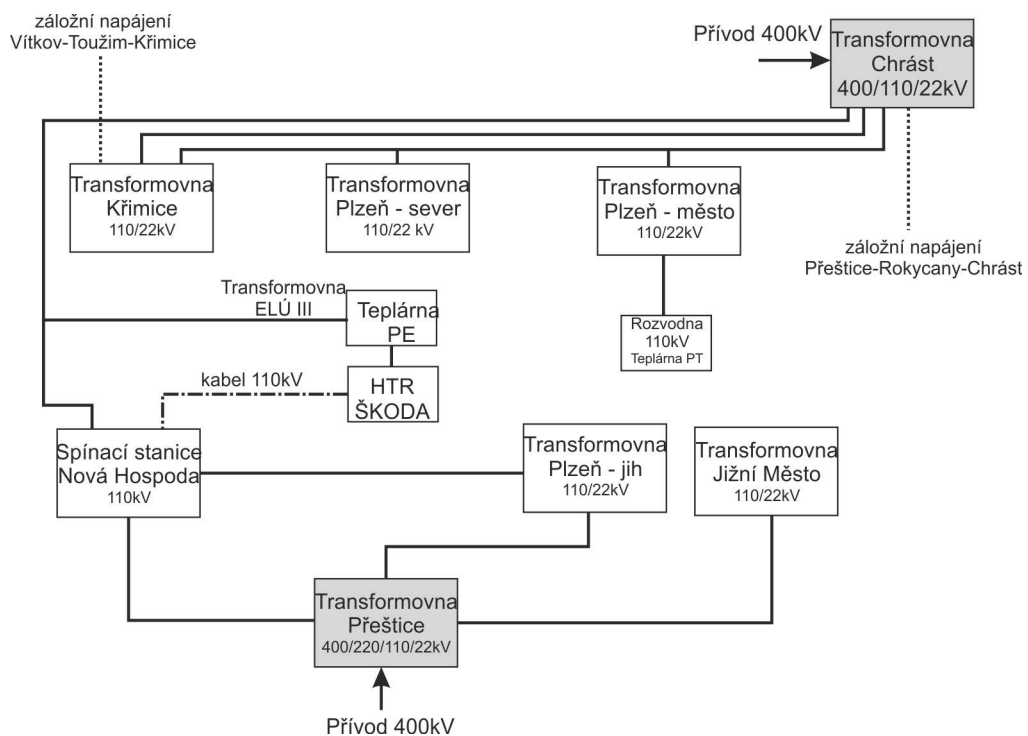 záložní napájení
Vítkov-Toužim-Křimice
Přívod 400kV
Transformovna
Chrást
400/110/22kV
Transformovna
Křimice
110/22kV
Transformovna
Plzeň - sever
110/22 kV
Transformovna
Plzeň - město
110/22kV
záložní napájení
Přeštice-Rokycany-Chrást
Transformovna
ELÚ III
Teplárna
PE
Rozvodna
110kV
Teplárna PT
kabel 110kV
HTR
ŠKODA
Spínací stanice
Nová Hospoda
110kV
Transformovna
Plzeň - jih
110/22kV
Transformovna
Jižní Město
110/22kV
Transformovna
Přeštice
400/220/110/22kV
Přívod 400kV